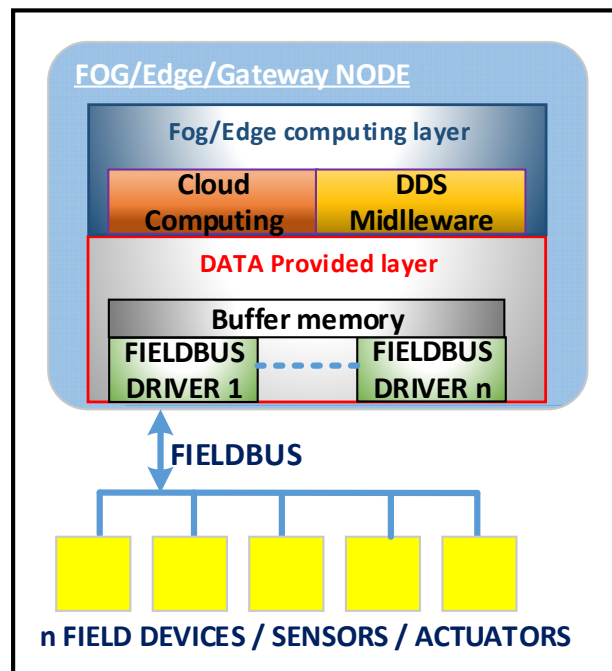 FOG/Edge/Gateway NODE
Fog/Edge computing layer
Cloud
Computing
DDS
Midlleware
DATA Provided layer
Buffer memory
FIELDBUS
DRIVER 1
FIELDBUS
DRIVER n
FIELDBUS
n FIELD DEVICES / SENSORS / ACTUATORS